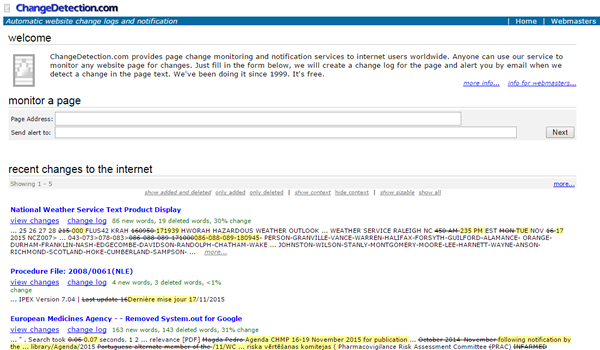 ChangeDetection.com
Automatic website change logs and notification | Home | Webmasters
welcome
ChangeDetection.com provides page change monitoring and notification services to internet users worldwide. Anyone can use our service to
monitor any website page for changes. Just fill in the form below, we will create a change log for the page and alert you by email when we
detect a change in the page text. We've been doing it since 1999. It's free.
more info... info for webmasters...
monitor a page
Page Address:
Send alert to: Next
recent changes to the internet
Showing 1 - 5 more...
show added and deleted | only added | only deleted | show context | hide context | show sizable | show all
National Weather Service Text Product Display
view changes change log 86 new words, 19 deleted words, 30% change
... 25 26 27 28 215-000 FLUS42 KRAH 160950-171939 HWORAH HAZARDOUS WEATHER OUTLOOK ... WEATHER SERVICE RALEIGH NC 450 AM 235 PM EST MON TUE NOV 16 17
2015 NCZ007> ... 043-073>078-083>086-088-171000086-088-089-180945- PERSON-GRANVILLE-VANCE-WARREN-HALIFAX-FORSYTH-GUILFORD-ALAMANCE- ORANGE-
DURHAM-FRANKLIN-NASH-EDGECOMBE-DAVIDSON-RANDOLPH-CHATHAM-WAKE ... JOHNSTON-WILSON-STANLY-MONTGOMERY-MOORE-LEE-HARNETT-WAYNE-ANSON-
RICHMOND-SCOTLAND-HOKE-CUMBERLAND-SAMPSON- ... more...
Procedure File: 2008/0061(NLE)
view changes change log 4 new words, 3 deleted words, <1%
change
... IPEX Version 7.04 | Last update 16Dernière mise jour 17/11/2015
European Medicines Agency - - Removed System.out for Google
view changes change log 163 new words, 143 deleted words, 31% change
... " . Search took 0.06 0.07 seconds. 1 2 ... relevance [PDF] Magda Pedro Agenda CHMP 16-19 November 2015 for publication ... October 2014 November following notification by
the ... library/Agenda/2015 Portuguese alternate member of the /11/WC ... riska vērtēšanas komitejas ( Pharmacovigilance Risk Assessment Committee (PRAC) INFARMED